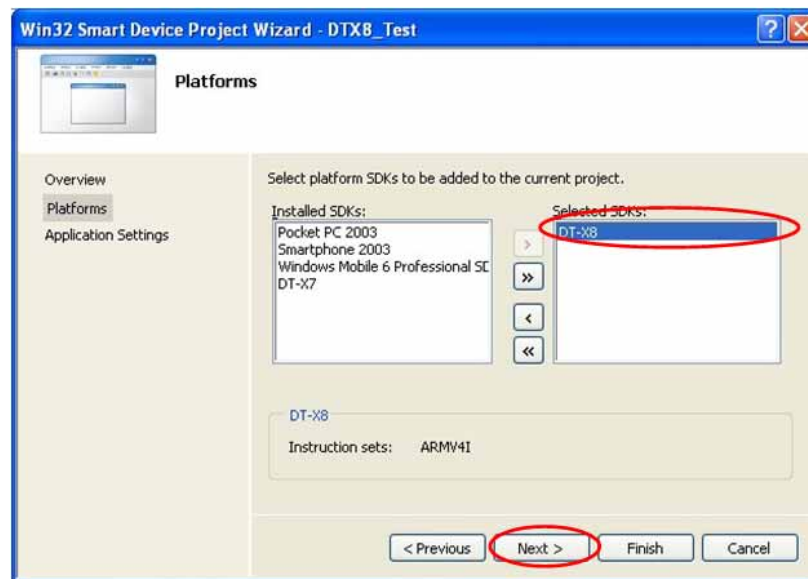 Win32 Smart Device Project Wizard - DTX8_Test
Platforms
Overview
Platforms
Application Settings
Select platform SDKs to be added to the current project.
Installed SDKs:
Pocket PC 2003
Smartphone 2003
Windows Mobile 6 Professional SD
DT-X7
>
>>
<
<<
Selected SDKs:
DT-X8
DT-X8
Instruction sets: ARMV4I
< Previous
Next >
Finish
Cancel